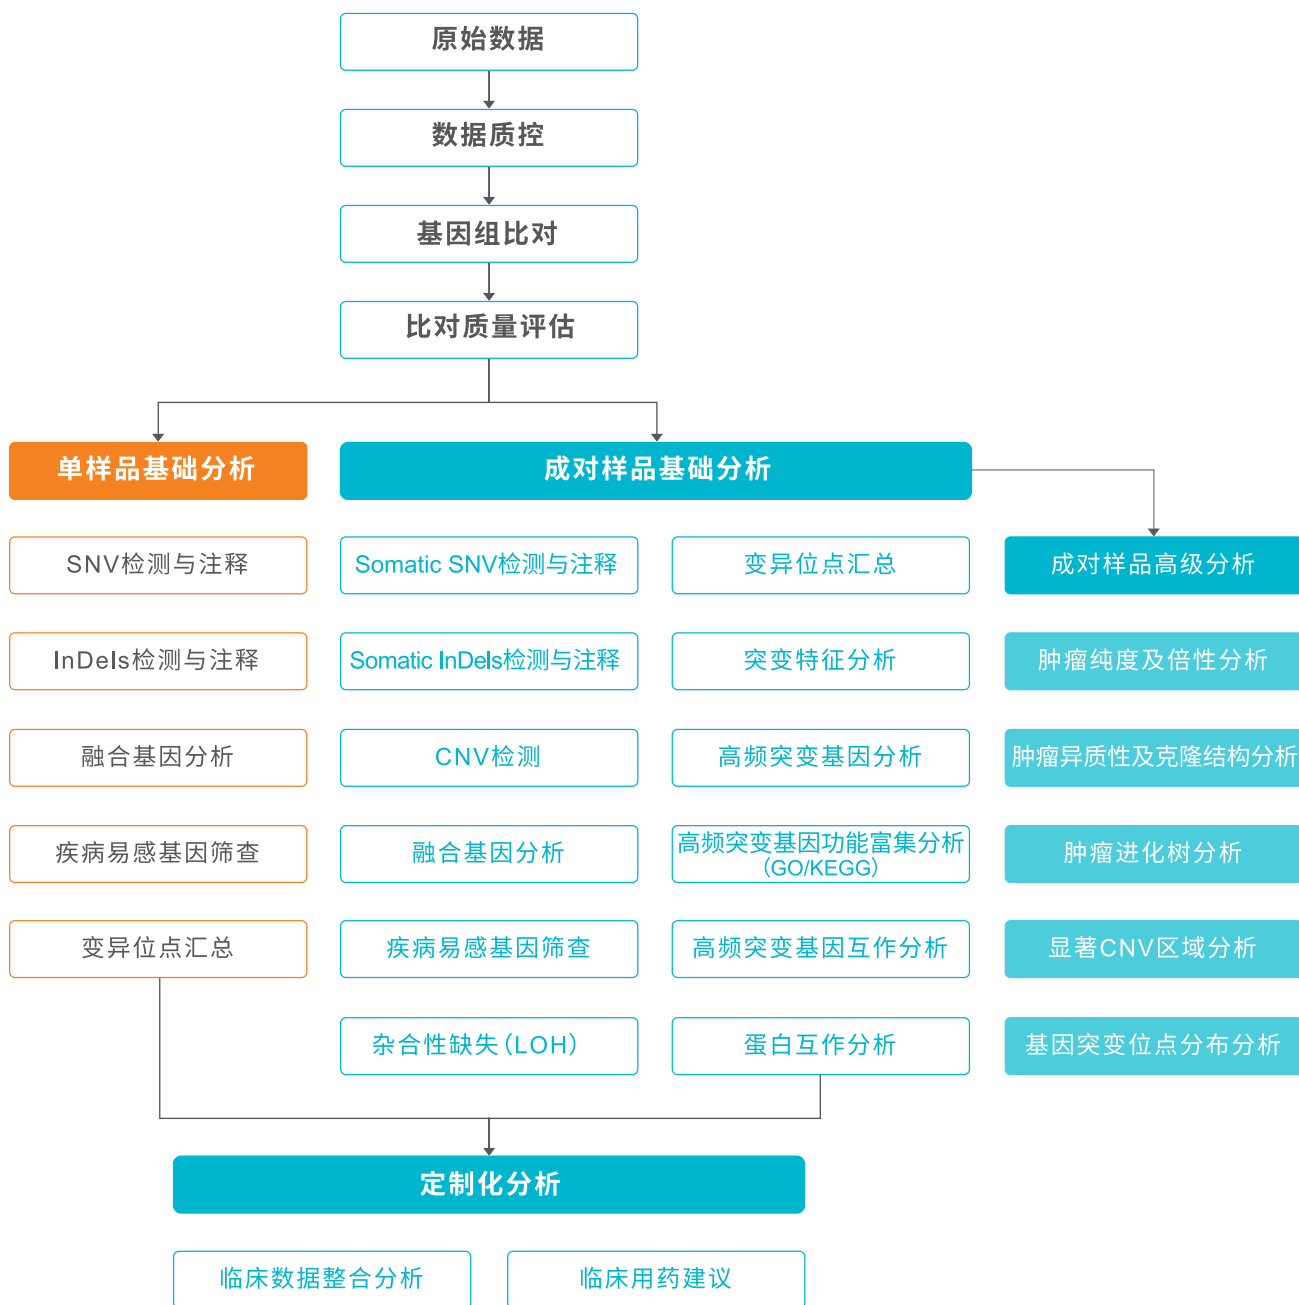 原始数据
数据质控
基因组比对
比对质量评估
单样品基础分析
成对样品基础分析
SNV检测与注释
Somatic SNV检测与注释
变异位点汇总
成对样品高级分析
InDels检测与注释
Somatic InDels检测与注释
突变特征分析
肿瘤纯度及倍性分析
融合基因分析
CNV检测
高频突变基因分析
肿瘤异质性及克隆结构分析
疾病易感基因筛查
融合基因分析
高频突变基因功能富集分析
(GO/KEGG)
肿瘤进化树分析
变异位点汇总
疾病易感基因筛查
高频突变基因互作分析
显著CNV区域分析
杂合性缺失(LOH)
蛋白互作分析
基因突变位点分布分析
定制化分析
临床数据整合分析
临床用药建议